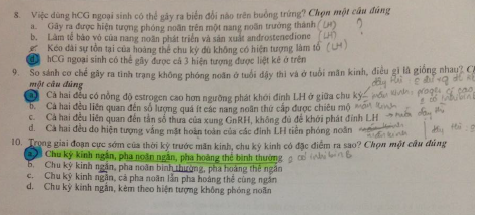 8. Việc dùng hCG ngoại sinh có thể gây ra biến đổi nào trên buồng trứng? Chọn một câu đúng
a. Gây ra được hiện tượng phóng noãn trên một nang noãn trưởng thành (LH)
b. Làm tế bào vỏ của nang noãn phát triển và sản xuất androstenedione (LH)
c. Kéo dài sự tồn tại của hoàng thể chu kỳ dù không có hiện tượng làm tổ (LH)
d. hCG ngoại sinh có thể gây được cả 3 hiện tượng được liệt kê ở trên
9. So sánh cơ chế gây ra tình trạng không phóng noãn ở tuổi dậy thì và ở tuổi mãn kinh, điều gì là giống nhau?
một câu đúng
a. Cả hai đều có nồng độ estrogen cao hơn ngưỡng phát khởi đỉnh LH ở giữa chu kỳ
b. Cả hai đều liên quan đến số lượng quá ít các nang noãn thứ cấp được chiêu mộ mãn kinh
c. Cả hai đều liên quan đến tần số thưa của xung GnRH, không đủ để khởi phát đỉnh LH dậy thì
d. Cả hai đều do hiện tượng vắng mặt hoàn toàn của các đỉnh LH tiền phóng noãn
10. Trong giai đoạn cực sớm của thời kỳ trước mãn kinh, chu kỳ kinh có đặc điểm ra sao? Chọn một câu đúng
a. Chu kỳ kinh ngắn, pha noãn ngắn, pha hoàng thể bình thường
b. Chu kỳ kinh ngắn, pha noãn bình thường, pha hoàng thể ngắn
c. Chu kỳ kinh ngắn, cả pha noãn lẫn pha hoàng thể cùng ngắn
d. Chu kỳ kinh ngắn, kèm theo hiện tượng không phóng noãn